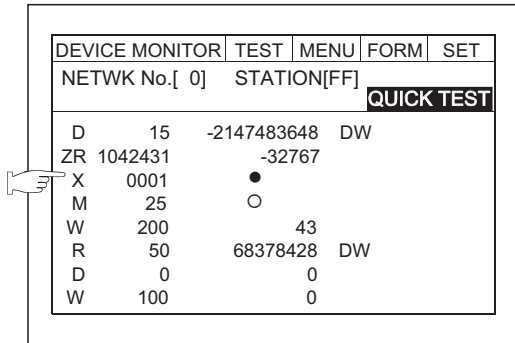 DEVICE MONITOR TEST MENU FORM SET
NETWK No.[ 0] STATION[FF]
QUICK TEST
D 15 -2147483648 DW
ZR 1042431 -32767
X 0001 ●
M 25 ○
W 200 43
R 50 68378428 DW
D 0 0
W 100 0